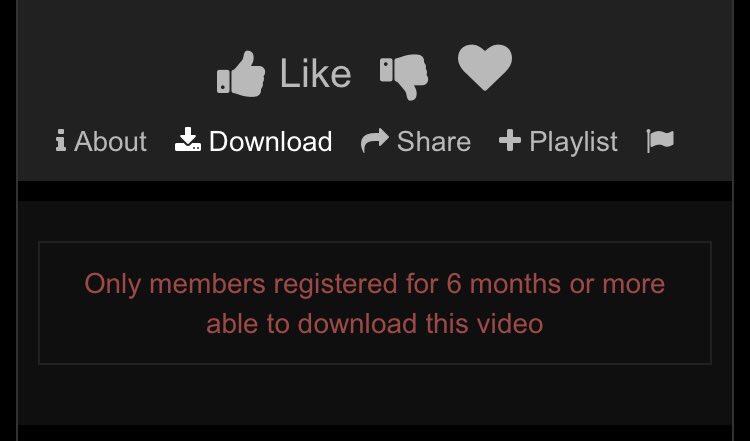 Like
About Download Share Playlist
Only members registered for 6 months or more
able to download this video